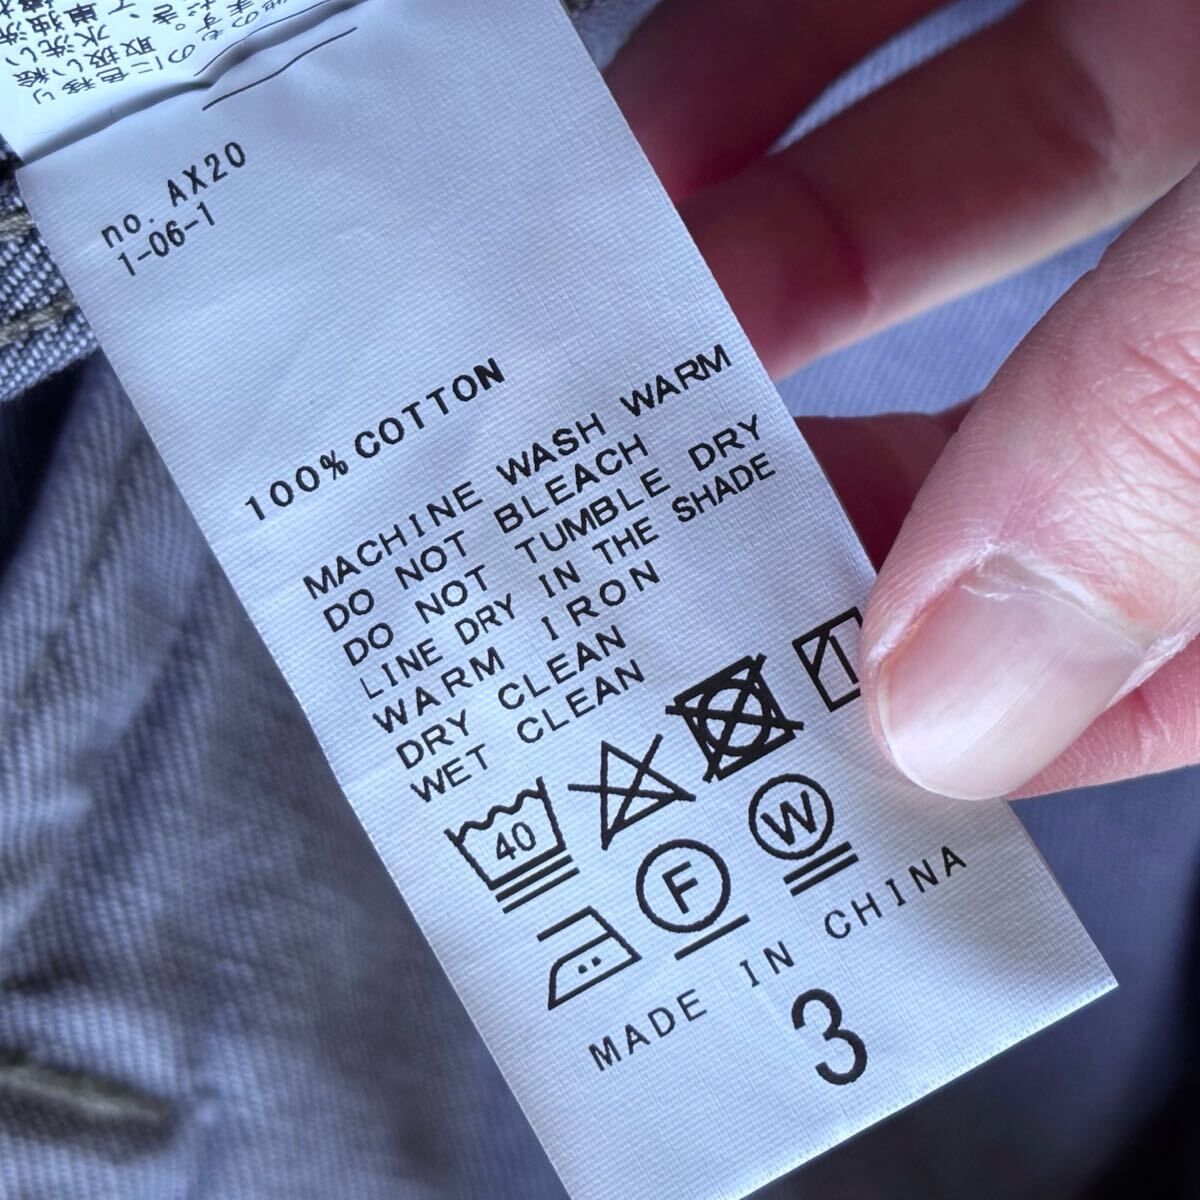 no. AX20
1-06-1
100% COTTON
MACHINE WASH WARM
DO NOT BLEACH
DO NOT TUMBLE DRY
LINE DRY IN THE SHADE
WARM IRON
DRY CLEAN
WET CLEAN
40
1
F
W
MADE IN CHINA
3